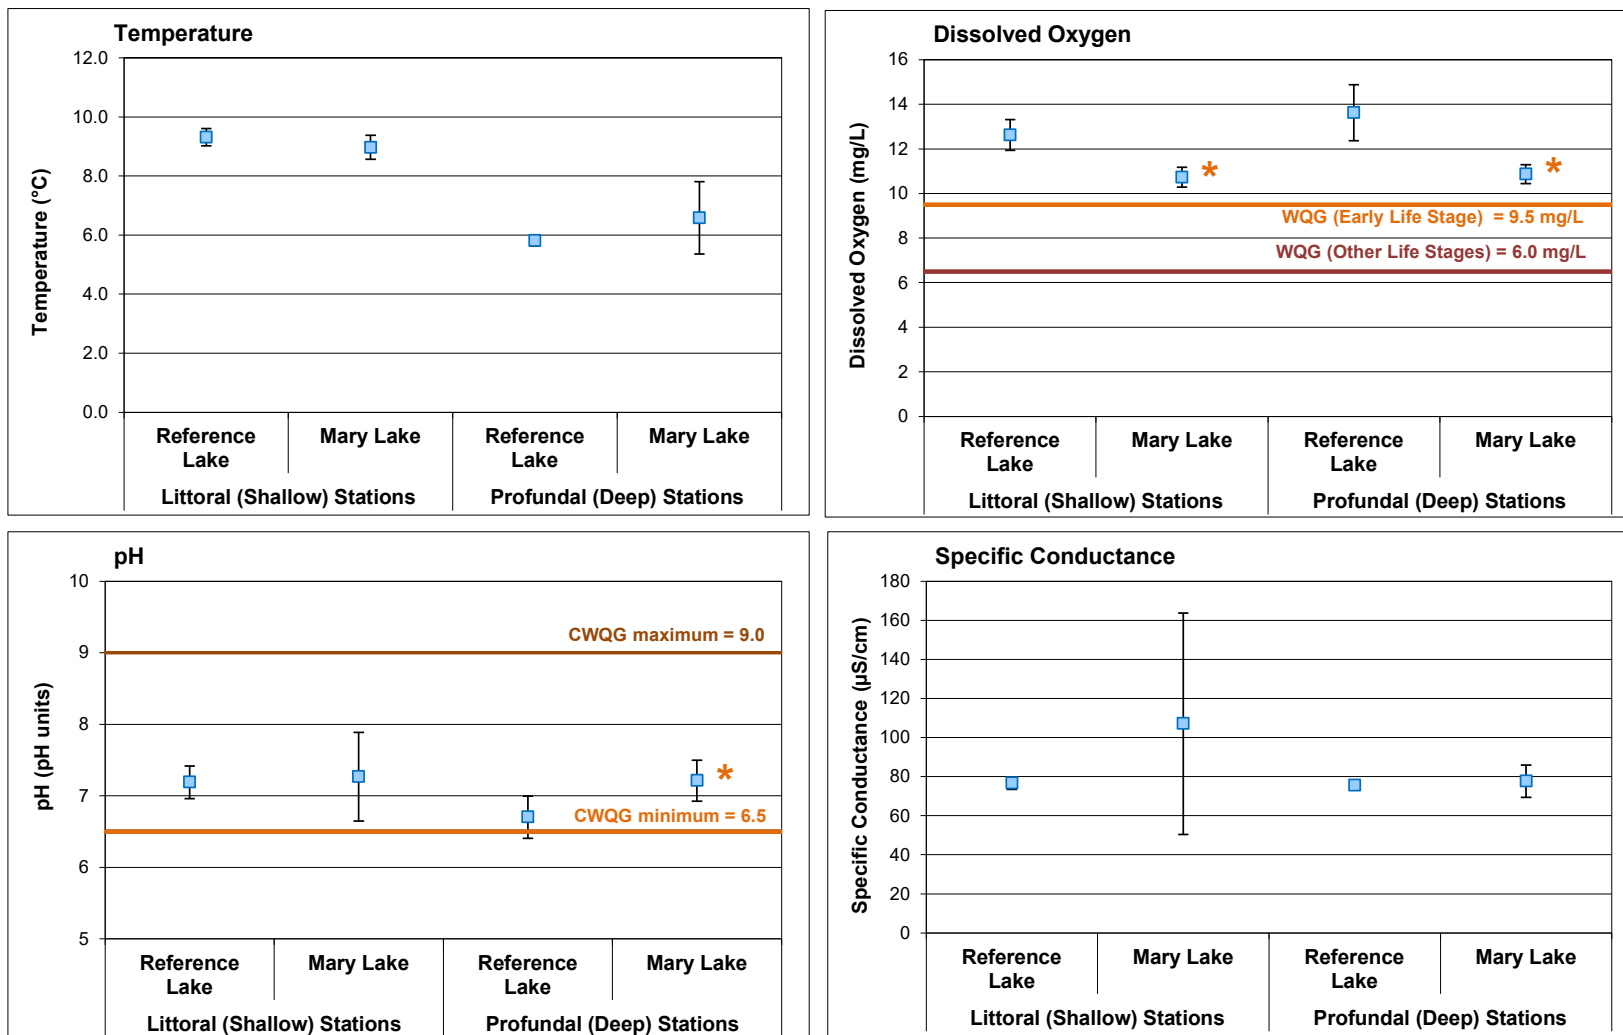 Temperature
12.0
10.0
8.0
6.0
4.0
2.0
0.0
Temperature (°C)
Reference Lake
Mary Lake
Reference Lake
Mary Lake
Littoral (Shallow) Stations
Profundal (Deep) Stations
Dissolved Oxygen
16
14
12
10
8
6
4
2
0
Dissolved Oxygen (mg/L)
*
*
WQG (Early Life Stage) = 9.5 mg/L
WQG (Other Life Stages) = 6.0 mg/L
Reference Lake
Mary Lake
Reference Lake
Mary Lake
Littoral (Shallow) Stations
Profundal (Deep) Stations
pH
10
9
8
7
6
5
pH (pH units)
CWQG maximum = 9.0
*
CWQG minimum = 6.5
Reference Lake
Mary Lake
Reference Lake
Mary Lake
Littoral (Shallow) Stations
Profundal (Deep) Stations
Specific Conductance
180
160
140
120
100
80
60
40
20
0
Specific Conductance (µS/cm)
Reference Lake
Mary Lake
Reference Lake
Mary Lake
Littoral (Shallow) Stations
Profundal (Deep) Stations